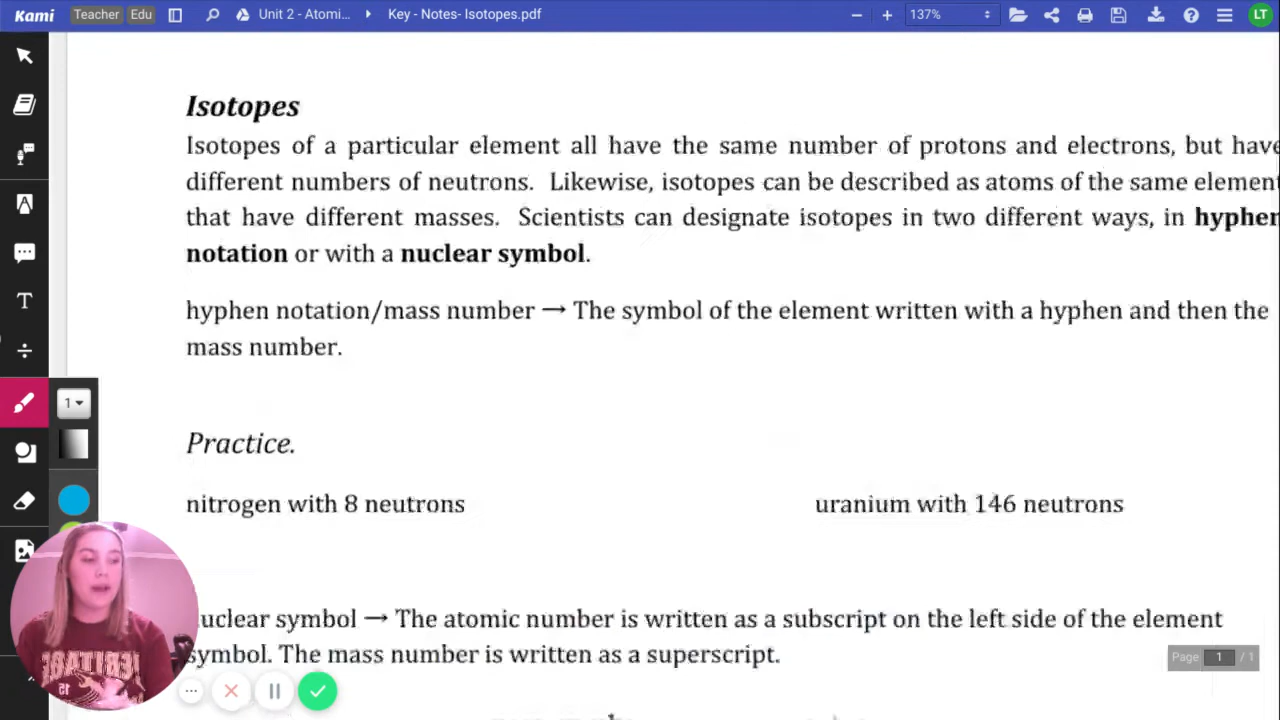 Kami Teacher Edu Unit 2 - Atomi... Key - Notes- Isotopes.pdf 137% LT
Isotopes
Isotopes of a particular element all have the same number of protons and electrons, but have
different numbers of neutrons. Likewise, isotopes can be described as atoms of the same element
that have different masses. Scientists can designate isotopes in two different ways, in hyphen
notation or with a nuclear symbol.
hyphen notation/mass number → The symbol of the element written with a hyphen and then the
mass number.
1
Practice.
nitrogen with 8 neutrons uranium with 146 neutrons
nuclear symbol → The atomic number is written as a subscript on the left side of the element
symbol. The mass number is written as a superscript.
Page 1 / 1